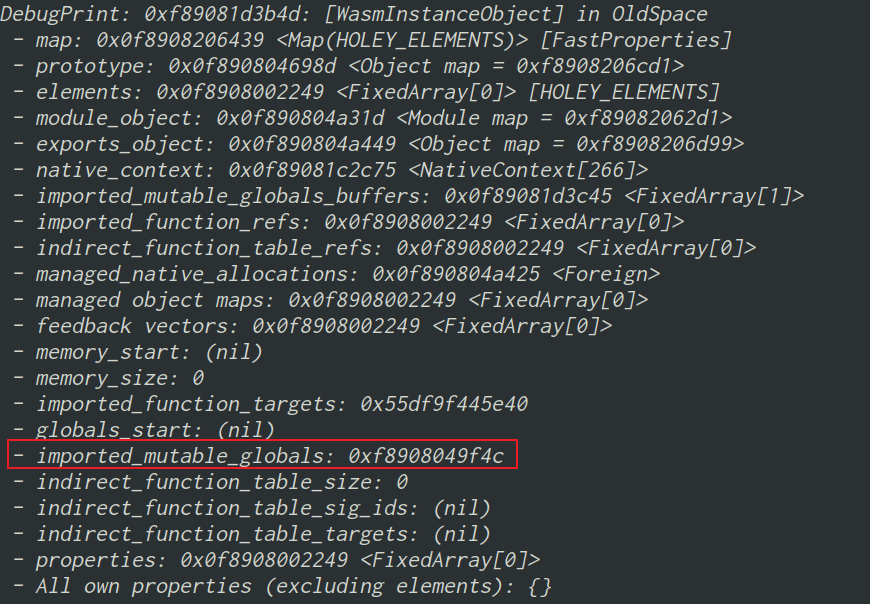 DebugPrint: 0xf89081d3b4d: [WasmInstanceObject] in OldSpace
- map: 0x0f8908206439 <Map(HOLEY_ELEMENTS)> [FastProperties]
- prototype: 0x0f890804698d <Object map = 0xf8908206cd1>
- elements: 0x0f8908002249 <FixedArray[0]> [HOLEY_ELEMENTS]
- module_object: 0x0f890804a31d <Module map = 0xf89082062d1>
- exports_object: 0x0f890804a449 <Object map = 0xf8908206d99>
- native_context: 0x0f89081c2c75 <NativeContext[266]>
- imported_mutable_globals_buffers: 0x0f89081d3c45 <FixedArray[1]>
- imported_function_refs: 0x0f8908002249 <FixedArray[0]>
- indirect_function_table_refs: 0x0f8908002249 <FixedArray[0]>
- managed_native_allocations: 0x0f890804a425 <Foreign>
- managed object maps: 0x0f8908002249 <FixedArray[0]>
- feedback vectors: 0x0f8908002249 <FixedArray[0]>
- memory_start: (nil)
- memory_size: 0
- imported_function_targets: 0x55df9f445e40
- globals_start: (nil)
- imported_mutable_globals: 0xf8908049f4c
- indirect_function_table_size: 0
- indirect_function_table_sig_ids: (nil)
- indirect_function_table_targets: (nil)
- properties: 0x0f8908002249 <FixedArray[0]>
- All own properties (excluding elements): {}